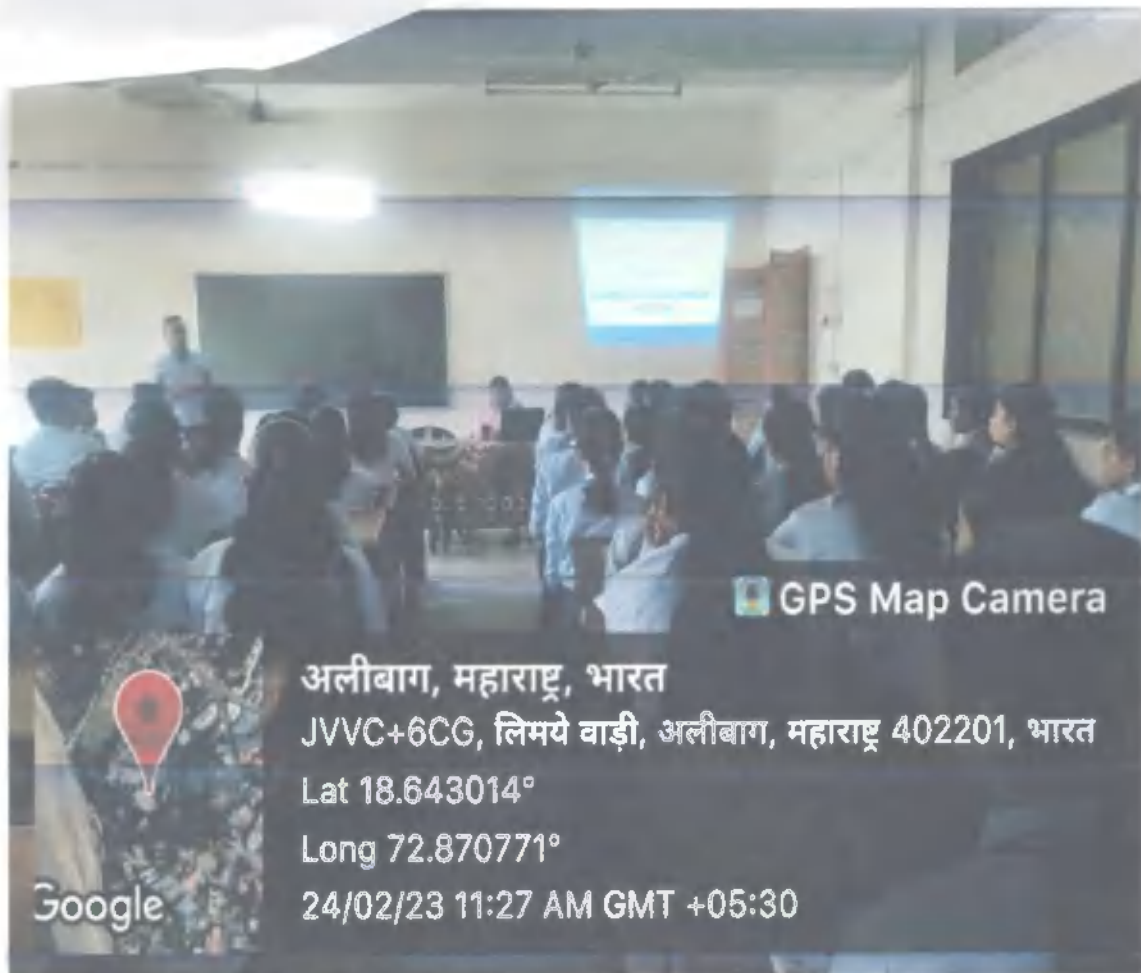 GPS Map Camera
अलीबाग, महाराष्ट्र, भारत
JVVC+6CG, लिमये वाड़ी, अलीबाग, महाराष्ट्र 402201, भारत
Lat 18.643014°
Long 72.870771°
24/02/23 11:27 AM GMT +05:30
Google